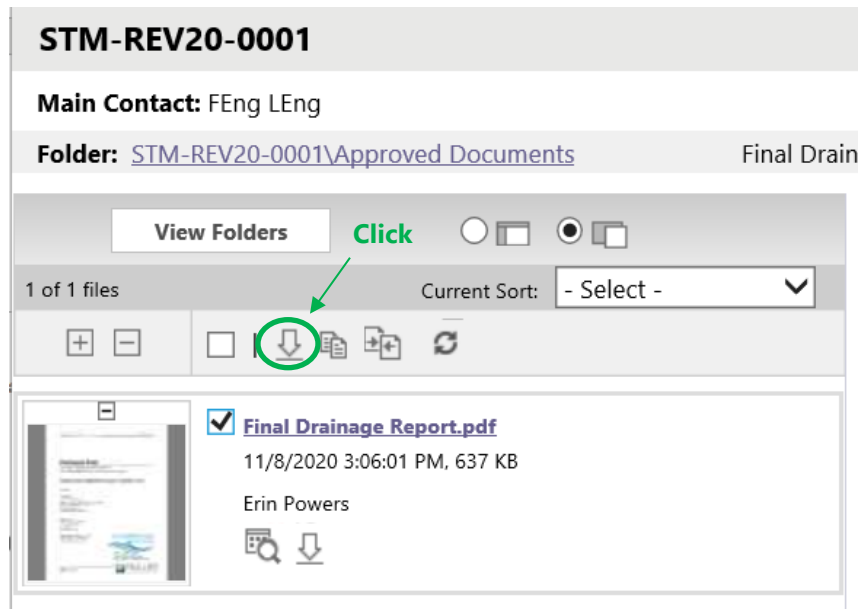 STM-REV20-0001
Main Contact: FEng LEng
Folder: STM-REV20-0001\Approved Documents Final Drain
View Folders Click
1 of 1 files Current Sort: - Select -
Final Drainage Report.pdf
11/8/2020 3:06:01 PM, 637 KB
Erin Powers